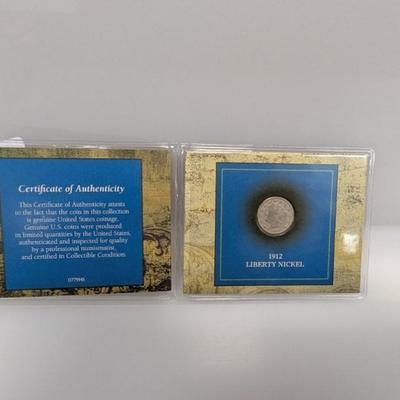 Certificate of Authenticity
This Certificate of Authenticity attests
to the fact that the coin in this collection
is genuine United States coinage.
Genuine U.S. coins were produced
in limited quantities by the United States,
authenticated and inspected for quality
by a professional numismatist,
and certified in Collectible Condition.
1912
LIBERTY NICKEL